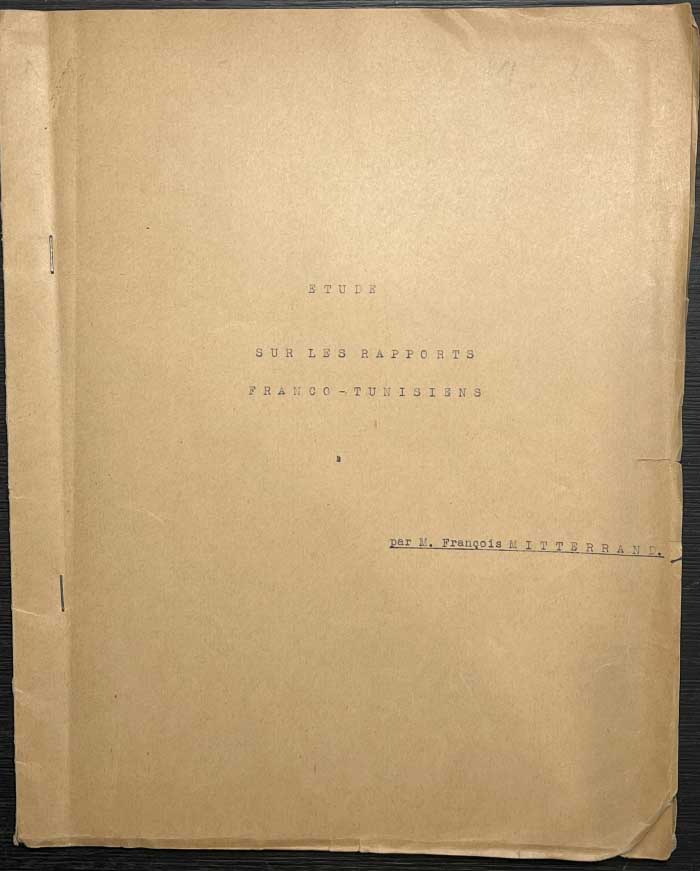 ETUDE
SUR LES RAPPORTS
FRANCO-TUNISIENS
par M. François MITTERRAND.